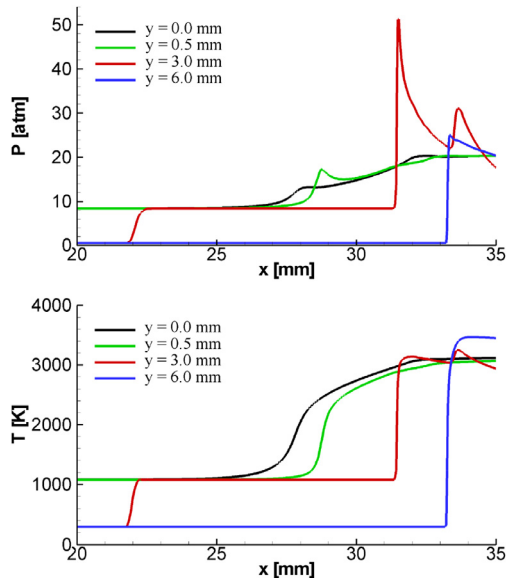 50
40
30
20
10
0
P [atm]
y = 0.0 mm
y = 0.5 mm
y = 3.0 mm
y = 6.0 mm
20 25 30 35
x [mm]
4000
3000
2000
1000
0
T [K]
y = 0.0 mm
y = 0.5 mm
y = 3.0 mm
y = 6.0 mm
20 25 30 35
x [mm]